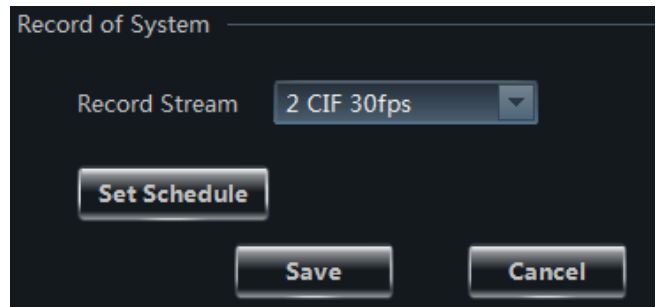 Record of System
Record Stream 2 CIF 30fps
Set Schedule
Save Cancel